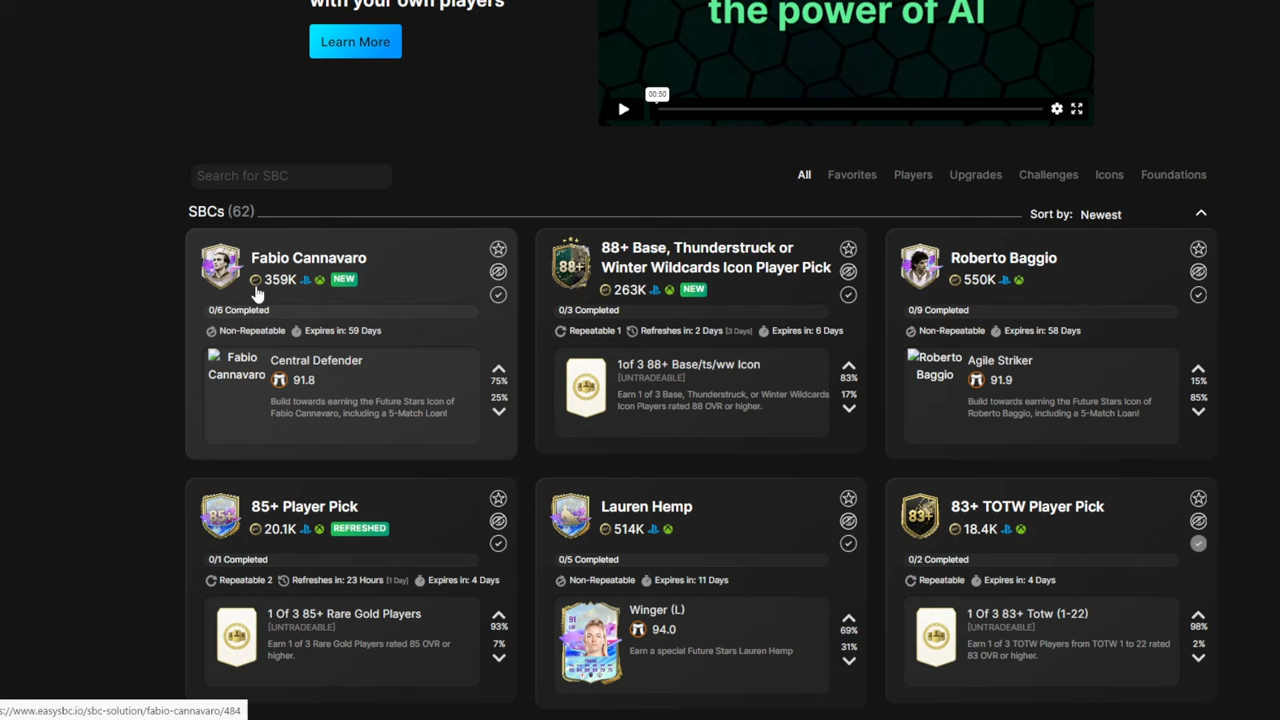 with your own players
the power of AI
Learn More
00:50
Search for SBC
All Favorites Players Upgrades Challenges Icons Foundations
SBCs (62)
Sort by: Newest
Fabio Cannavaro
359K NEW
0/6 Completed
Non-Repeatable Expires in: 59 Days
Fabio Cannavaro
Central Defender
91.8
Build towards earning the Future Stars Icon of
Fabio Cannavaro, including a 5-Match Loan!
75%
25%
88+ Base, Thunderstruck or
Winter Wildcards Icon Player Pick
88+
263K NEW
0/3 Completed
Repeatable 1 Refreshes in: 2 Days [3 Days] Expires in: 6 Days
1of 3 88+ Base/ts/ww Icon
[UNTRADEABLE]
Earn 1 of 3 Base, Thunderstruck, or Winter Wildcards
Icon Players rated 88 OVR or higher.
83%
17%
Roberto Baggio
550K
0/9 Completed
Non-Repeatable Expires in: 58 Days
Roberto Baggio
Agile Striker
91.9
Build towards earning the Future Stars Icon of
Roberto Baggio, including a 5-Match Loan!
15%
85%
85+ Player Pick
85+
20.1K REFRESHED
0/1 Completed
Repeatable 2 Refreshes in: 23 Hours [1 Day] Expires in: 4 Days
1 Of 3 85+ Rare Gold Players
[UNTRADEABLE]
Earn 1 of 3 Rare Gold Players rated 85 OVR or
higher.
93%
7%
Lauren Hemp
514K
0/5 Completed
Non-Repeatable Expires in: 11 Days
91
LW
Hemp
Winger (L)
94.0
Earn a special Future Stars Lauren Hemp
69%
31%
83+ TOTW Player Pick
83+
18.4K
0/2 Completed
Repeatable Expires in: 4 Days
1 Of 3 83+ Totw (1-22)
[UNTRADEABLE]
Earn 1 of 3 TOTW Players from TOTW 1 to 22 rated
83 OVR or higher.
98%
2%
s://www.easysbc.io/sbc-solution/fabio-cannavaro/484